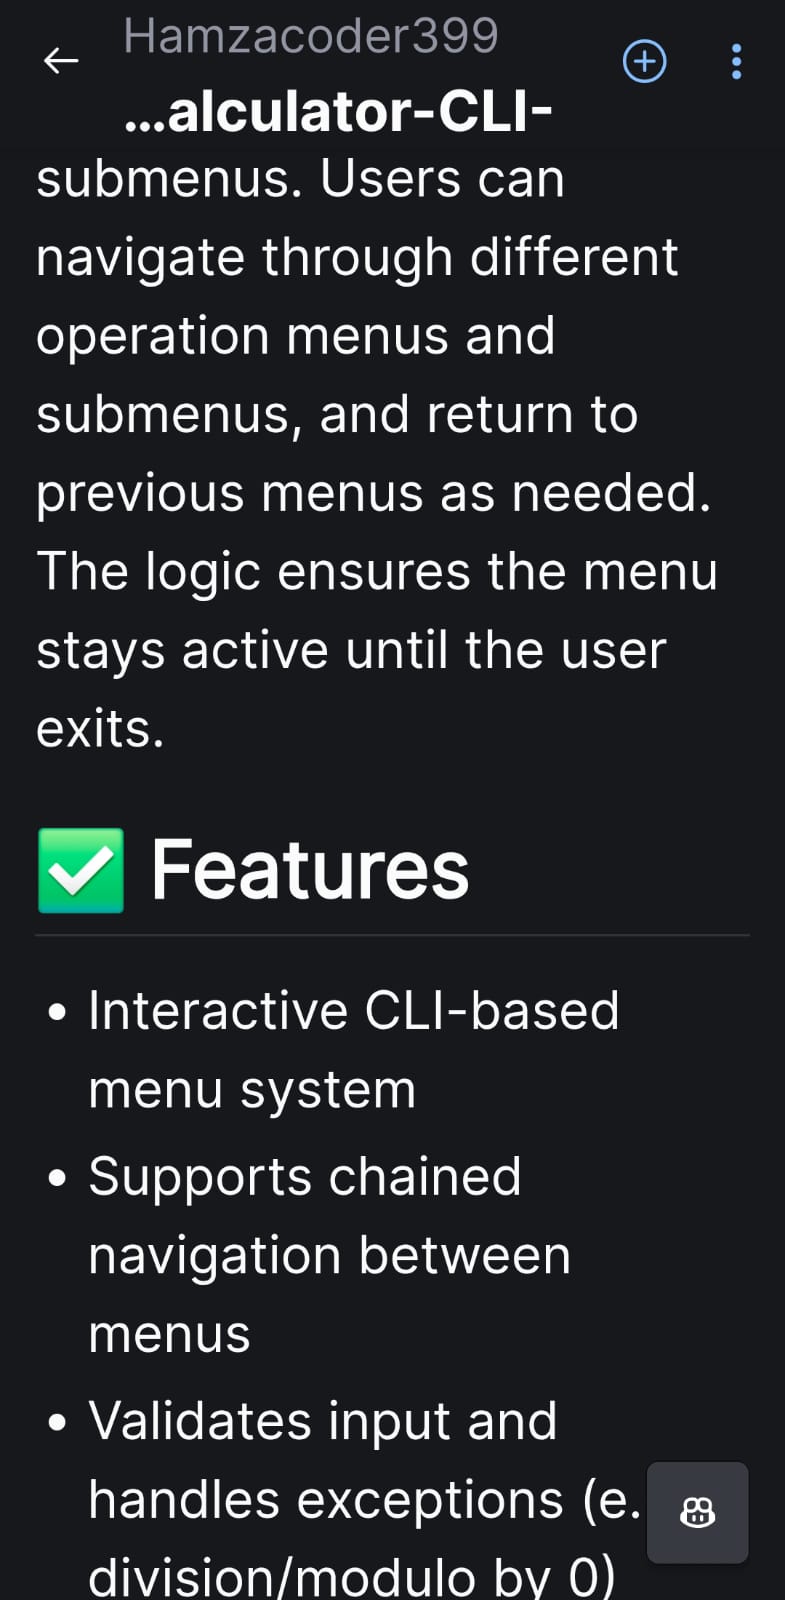 Hamzacoder399
...alculator-CLI-
submenus. Users can
navigate through different
operation menus and
submenus, and return to
previous menus as needed.
The logic ensures the menu
stays active until the user
exits.
✅ Features
• Interactive CLI-based
menu system
• Supports chained
navigation between
menus
• Validates input and
handles exceptions (e.
division/modulo by 0)